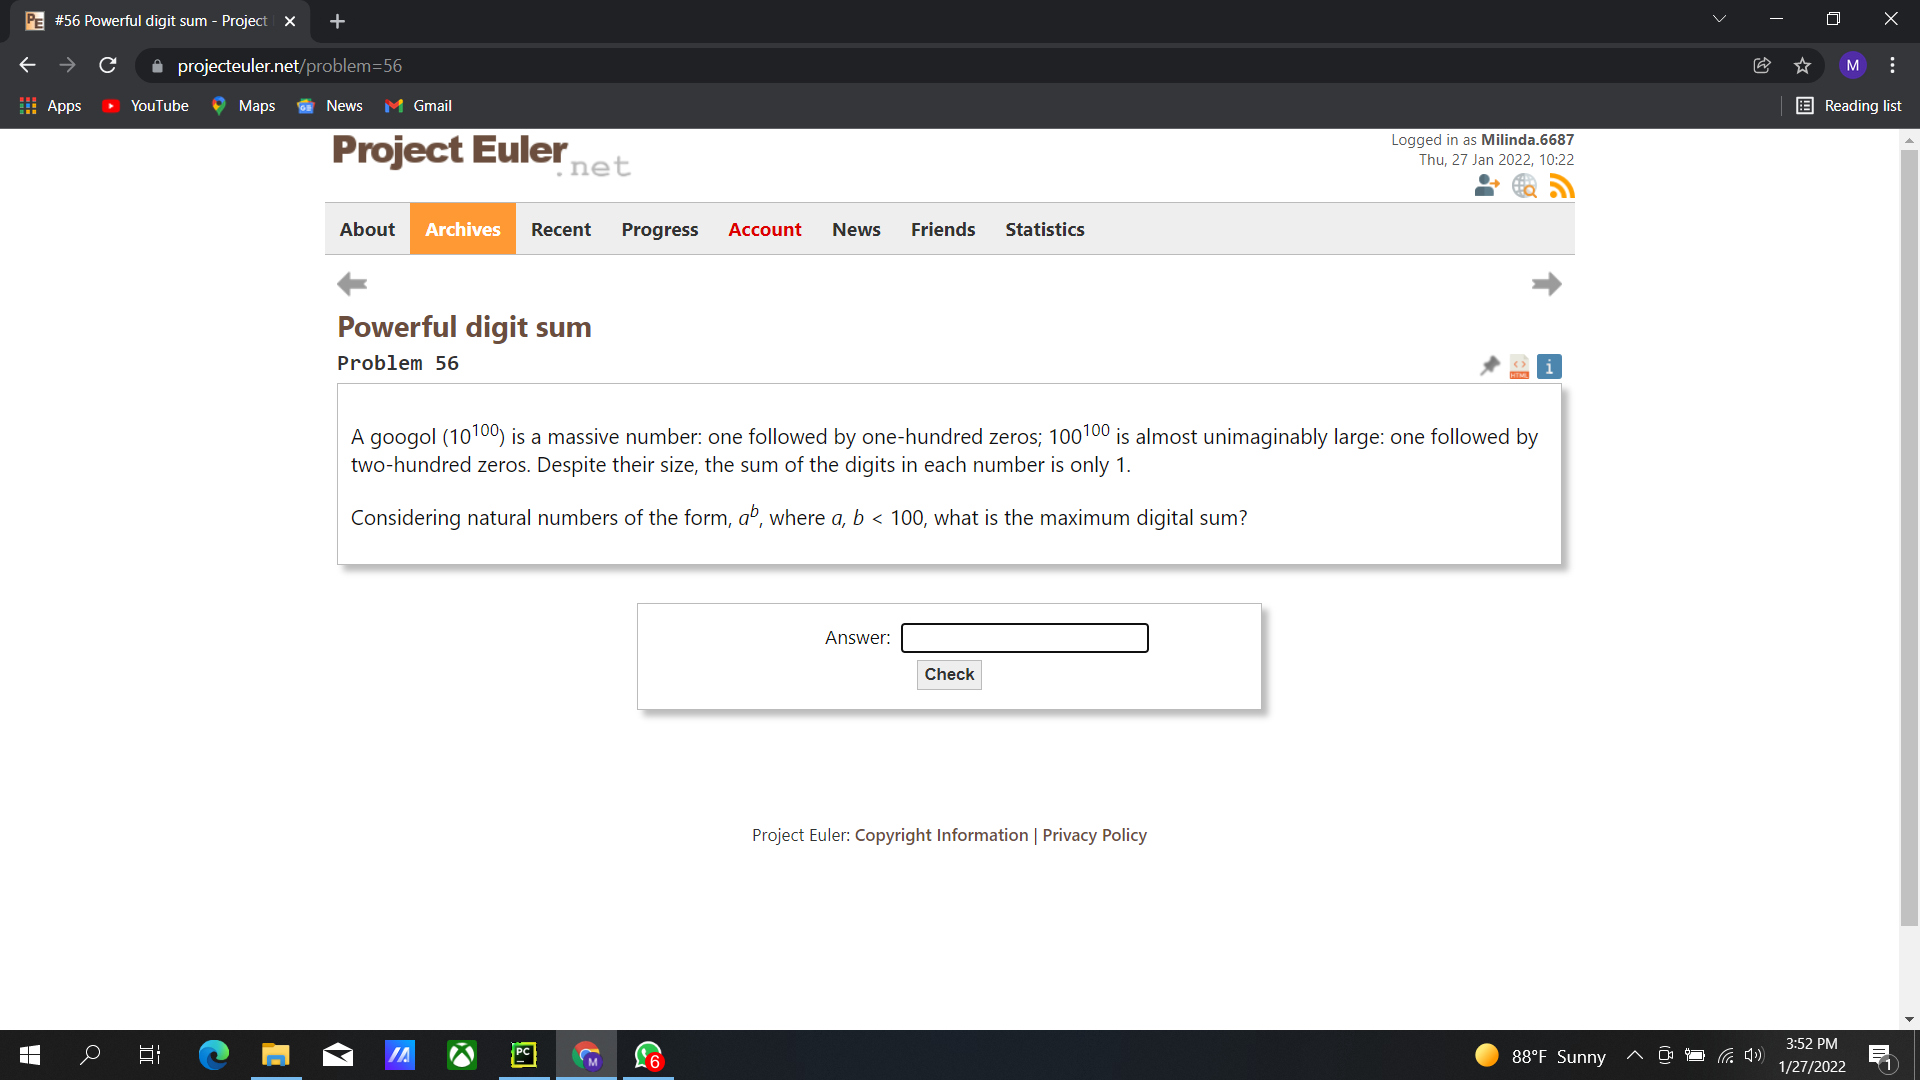 #56 Powerful digit sum - Project
projecteuler.net/problem=56
M
Apps YouTube Maps News Gmail
Reading list
Project Euler.net
Logged in as Milinda.6687
Thu, 27 Jan 2022, 10:22
About Archives Recent Progress Account News Friends Statistics
Powerful digit sum
Problem 56
A googol (10^100) is a massive number: one followed by one-hundred zeros; 100^100 is almost unimaginably large: one followed by
two-hundred zeros. Despite their size, the sum of the digits in each number is only 1.
Considering natural numbers of the form, a^b, where a, b < 100, what is the maximum digital sum?
Answer:
Check
Project Euler: Copyright Information | Privacy Policy
PC
M
6
88°F Sunny
3:52 PM
1/27/2022
1